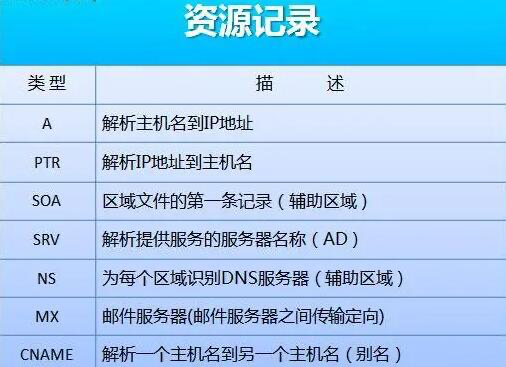 资源记录
类型 描 述
A 解析主机名到IP地址
PTR 解析IP地址到主机名
SOA 区域文件的第一条记录（辅助区域）
SRV 解析提供服务的服务器名称（AD）
NS 为每个区域识别DNS服务器（辅助区域）
MX 邮件服务器(邮件服务器之间传输定向)
CNAME 解析一个主机名到另一个主机名（别名）